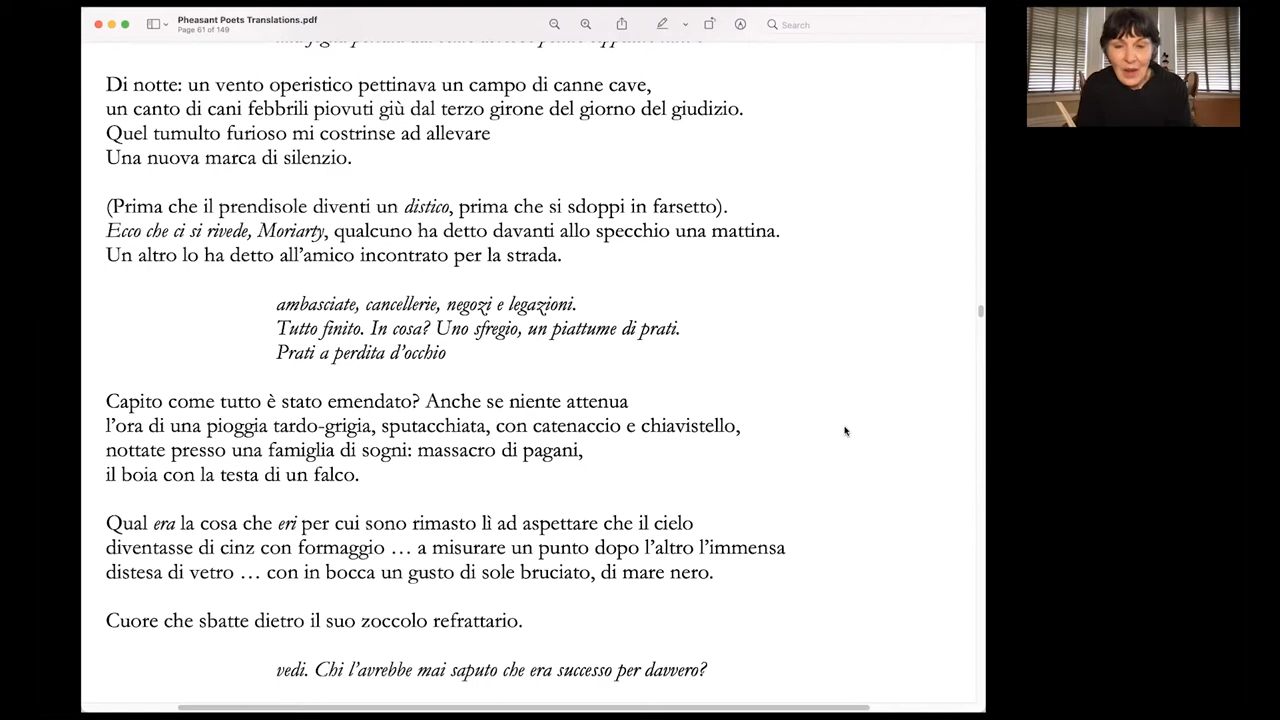 Pheasant Poets Translations.pdf
Page 61 of 149
Search
Di notte: un vento operistico pettinava un campo di canne cave,
un canto di cani febbrili piovuti giù dal terzo girone del giorno del giudizio.
Quel tumulto furioso mi costrinse ad allevare
Una nuova marca di silenzio.
(Prima che il prendisole diventi un distico, prima che si sdoppi in farsetto).
Ecco che ci si rivede, Moriarty, qualcuno ha detto davanti allo specchio una mattina.
Un altro lo ha detto all’amico incontrato per la strada.
ambasciate, cancellerie, negozi e legazioni.
Tutto finito. In cosa? Uno sfregio, un piattume di prati.
Prati a perdita d’occhio
Capito come tutto è stato emendato? Anche se niente attenua
l’ora di una pioggia tardo-grigia, sputacchiata, con catenaccio e chiavistello,
nottate presso una famiglia di sogni: massacro di pagani,
il boia con la testa di un falco.
Qual era la cosa che eri per cui sono rimasto lì ad aspettare che il cielo
diventasse di cinz con formaggio … a misurare un punto dopo l’altro l’immensa
distesa di vetro … con in bocca un gusto di sole bruciato, di mare nero.
Cuore che sbatte dietro il suo zoccolo refrattario.
vedi. Chi l’avrebbe mai saputo che era successo per davvero?